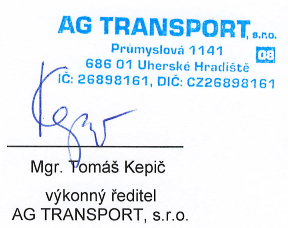 AG TRANSPORT, s.r.o.
Průmyslová 1141
686 01 Uherské Hradiště
08
IČ: 26898161, DIČ: CZ26898161
Mgr. Tomáš Kepič
výkonný ředitel
AG TRANSPORT, s.r.o.